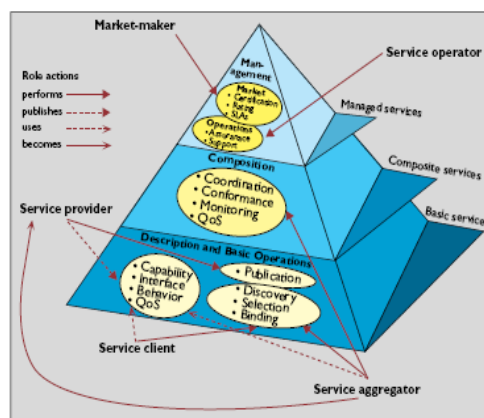 Market-maker
Service operator
Role actions
performs
publishes
uses
becomes
Man-
agement
Market
• Certification
• Rating
• SLAs
Operations
• Assurance
• Support
Managed services
Composition
• Coordination
• Conformance
• Monitoring
• QoS
Composite services
Service provider
Basic service
Description and Basic Operations
• Capability
• Interface
• Behavior
• QoS
• Publication
• Discovery
• Selection
• Binding
Service client
Service aggregator